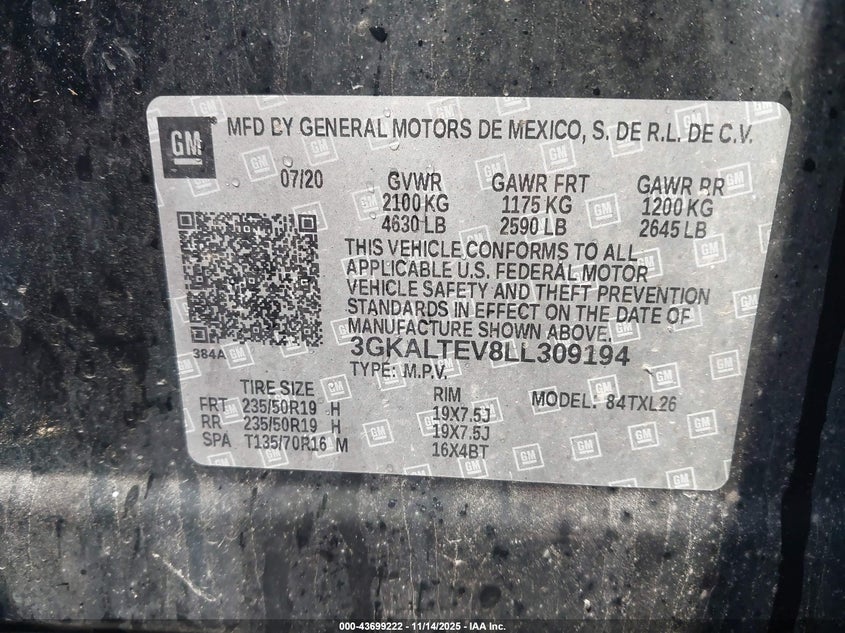 GM MFD BY GENERAL MOTORS DE MEXICO, S. DE R.L. DE C.V.
07/20 GVWR GAWR FRT GAWR RR
2100 KG 1175 KG 1200 KG
4630 LB 2590 LB 2645 LB
THIS VEHICLE CONFORMS TO ALL
APPLICABLE U.S. FEDERAL MOTOR
VEHICLE SAFETY AND THEFT PREVENTION
STANDARDS IN EFFECT ON THE DATE OF
MANUFACTURE SHOWN ABOVE.
384A 3GKALTEV8LL309194
TYPE: M.P.V.
TIRE SIZE RIM MODEL: 84TXL26
FRT 235/50R19 H 19X7.5J
RR 235/50R19 H 19X7.5J
SPA T135/70R16 M 16X4BT
000-43699222 - 11/14/2025 - IAA Inc.